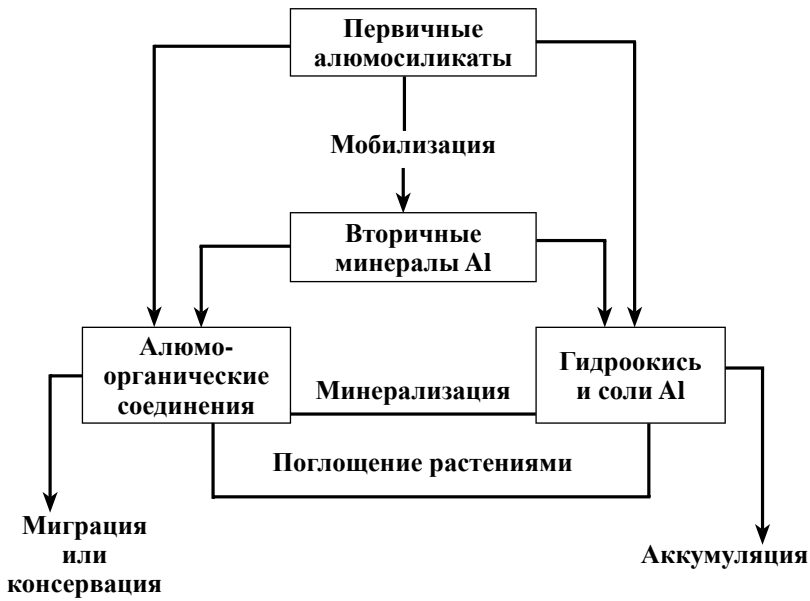 Первичные
алюмосиликаты
Мобилизация
Вторичные
минералы Al
Алюмо-
органические
соединения
Минерализация
Гидроокись
и соли Al
Поглощение растениями
Миграция
или
консервация
Аккумуляция